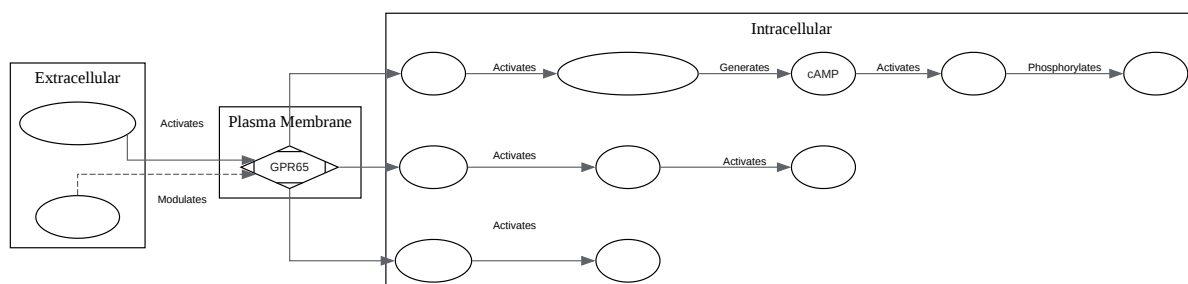 Intracellular
Extracellular
Activates
Generates
cAMP
Activates
Phosphorylates
Activates
Plasma Membrane
GPR65
Activates
Activates
Modulates
Activates